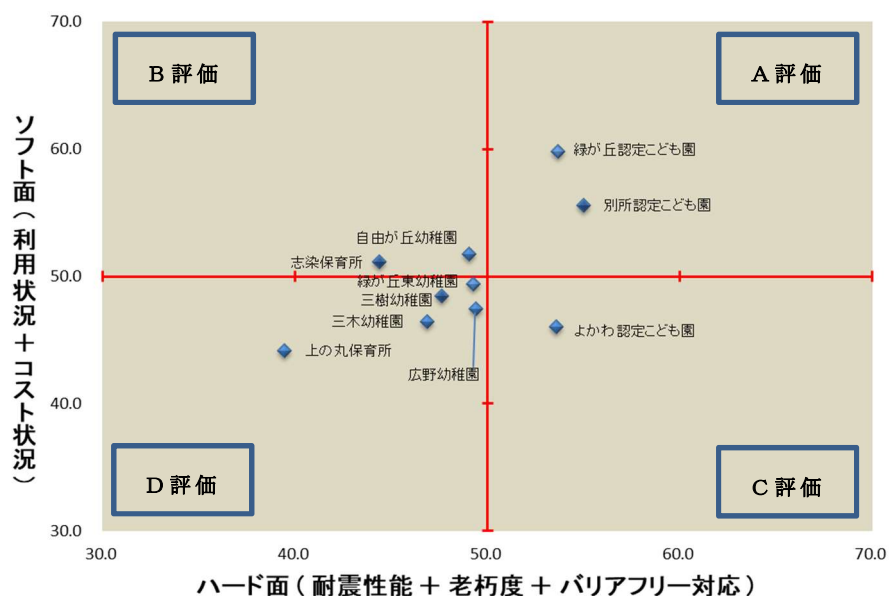 70.0
B評価
A評価
ソフト面(利用状況+コスト状況)
60.0
緑が丘認定こども園
別所認定こども園
自由が丘幼稚園
志染保育所
50.0
緑が丘東幼稚園
三樹幼稚園
三木幼稚園
よかわ認定こども園
上の丸保育所
広野幼稚園
40.0
D評価
C評価
30.0
30.0 40.0 50.0 60.0 70.0
ハード面(耐震性能+老朽度+バリアフリー対応)